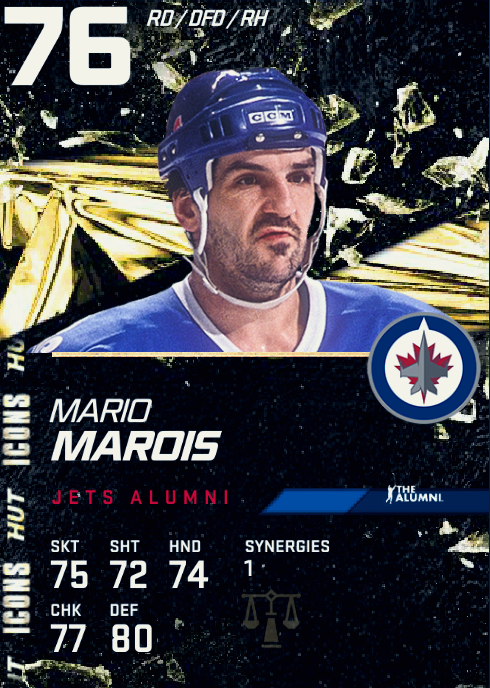 76
RD / DFD / RH
CCM
MARIO
MAROIS
JETS ALUMNI
THE
ALUMNI.
SKT SHT HND SYNERGIES
75 72 74 1
CHK DEF
77 80
HUT ICONS HUT ICONS